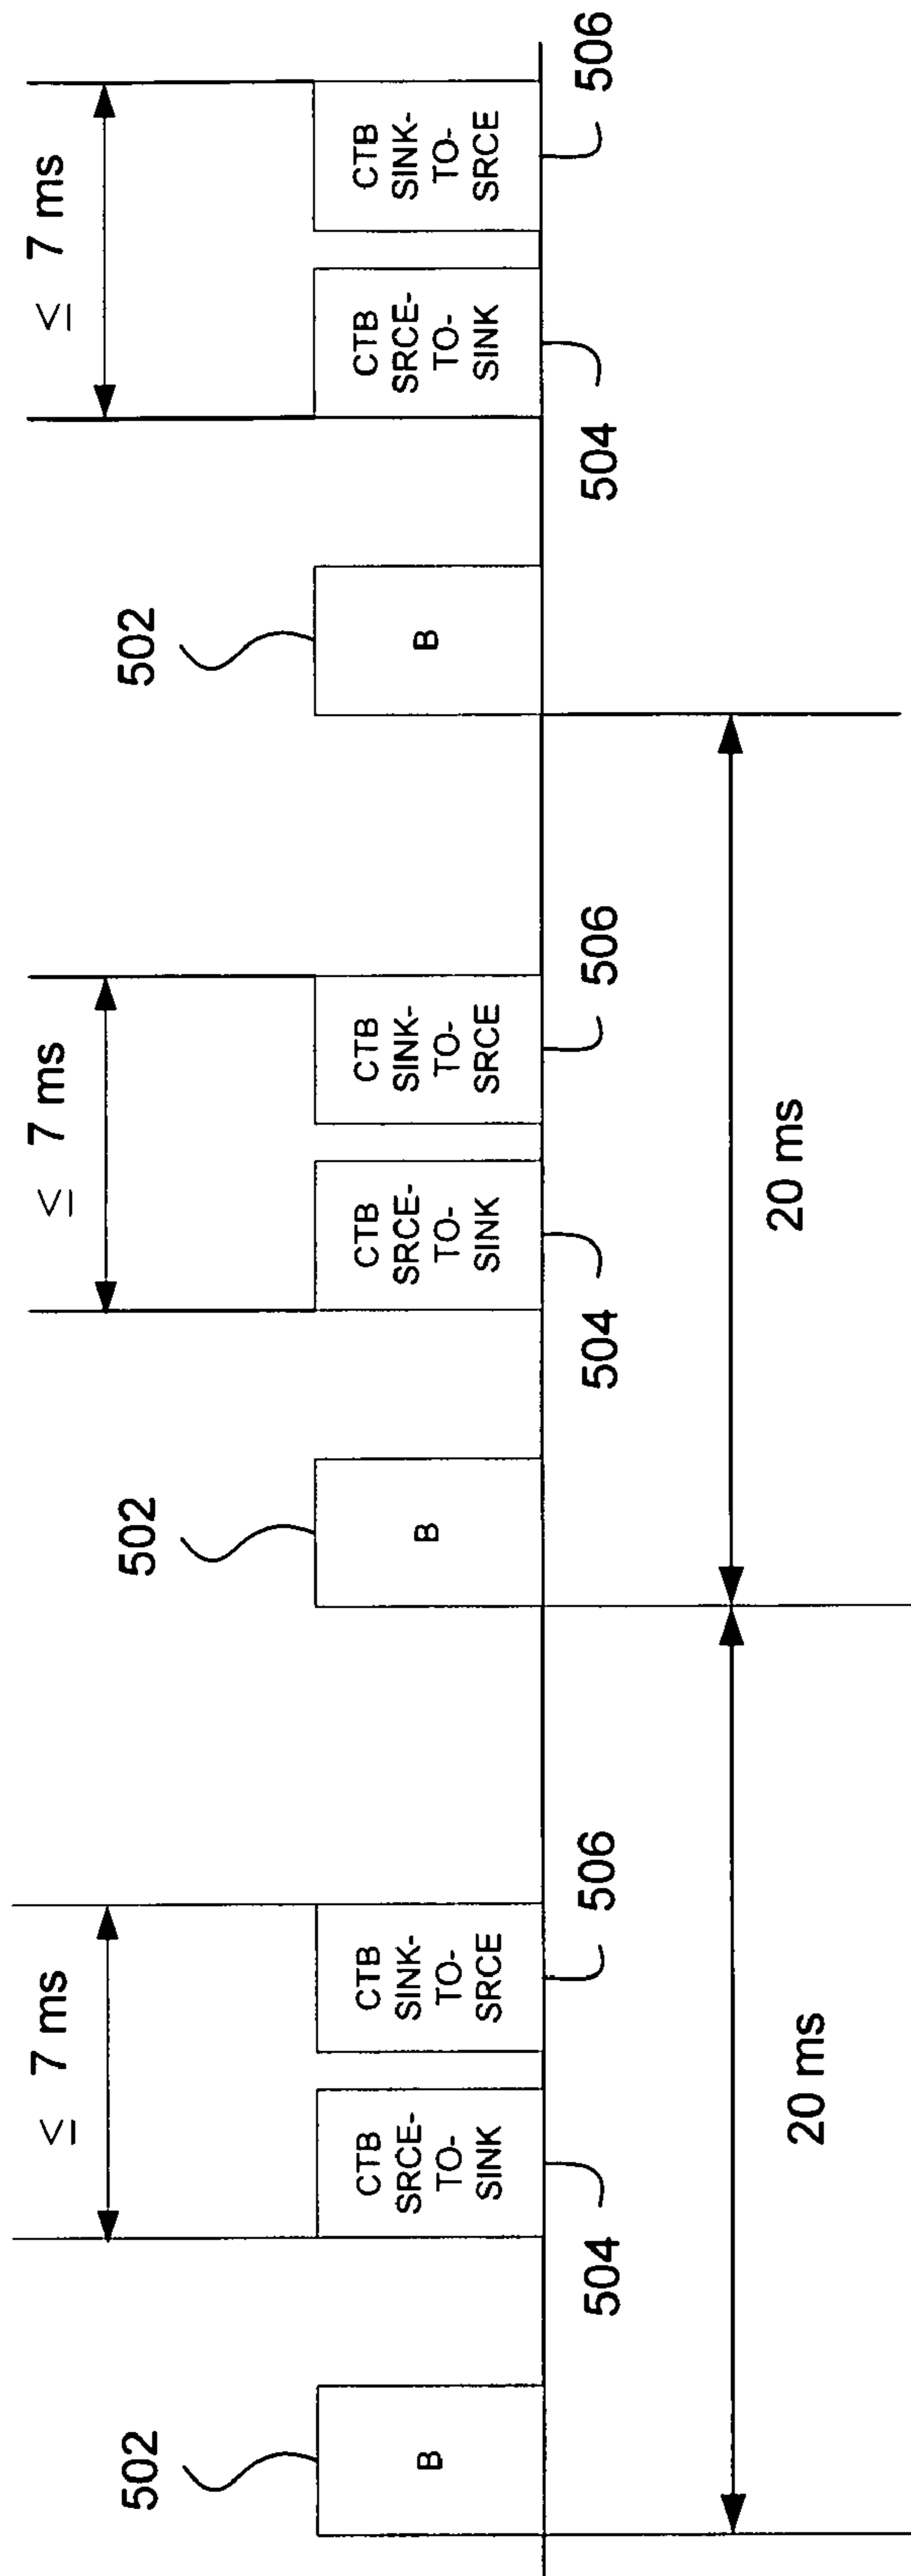 ≤ 7 ms
≤ 7 ms
≤ 7 ms
502
502
502
B
CTB
SRCE-
TO-
SINK
CTB
SINK-
TO-
SRCE
B
CTB
SRCE-
TO-
SINK
CTB
SINK-
TO-
SRCE
B
CTB
SRCE-
TO-
SINK
CTB
SINK-
TO-
SRCE
504
506
504
506
504
506
20 ms
20 ms